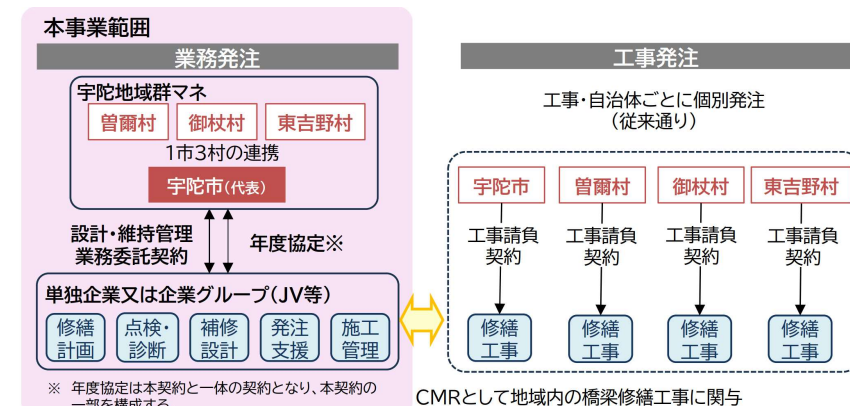 本事業範囲
業務発注
宇陀地域群マネ
曽爾村 御杖村 東吉野村
1市3村の連携
宇陀市(代表)
設計・維持管理
業務委託契約
年度協定※
単独企業又は企業グループ(JV等)
修繕
計画
点検・
診断
補修
設計
発注
支援
施工
管理
※ 年度協定は本契約と一体の契約となり、本契約の
一部を構成する
工事発注
工事・自治体ごとに個別発注
(従来通り)
宇陀市 曽爾村 御杖村 東吉野村
工事請負
契約
工事請負
契約
工事請負
契約
工事請負
契約
修繕
工事
修繕
工事
修繕
工事
修繕
工事
CMRとして地域内の橋梁修繕工事に関与